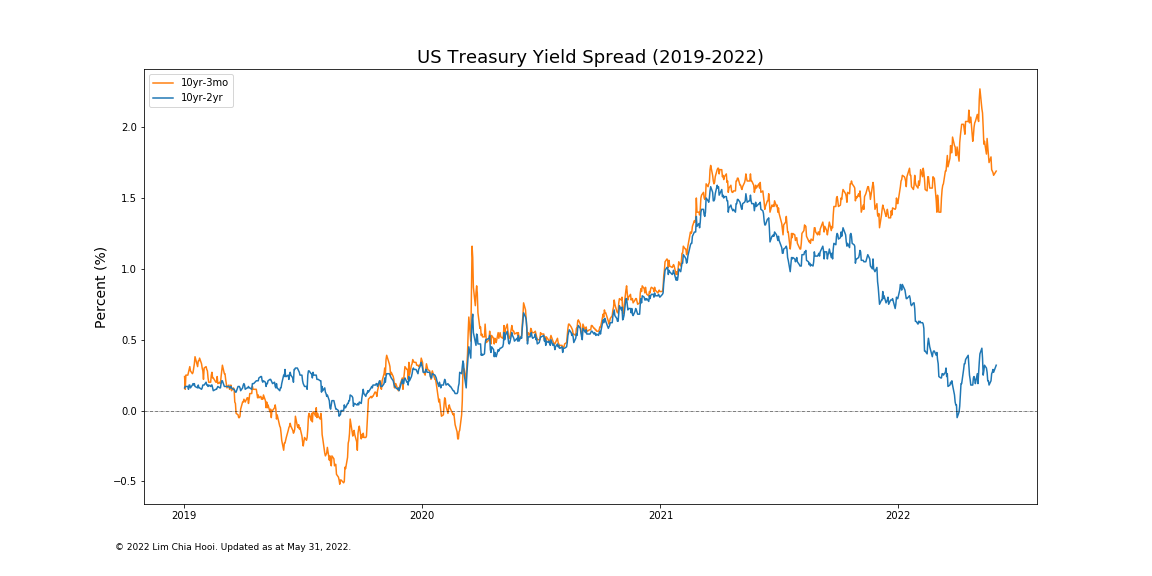 US Treasury Yield Spread (2019-2022)
10yr-3mo
10yr-2yr
Percent (%)
2.0
1.5
1.0
0.5
0.0
−0.5
2019 2020 2021 2022
© 2022 Lim Chia Hooi. Updated as at May 31, 2022.